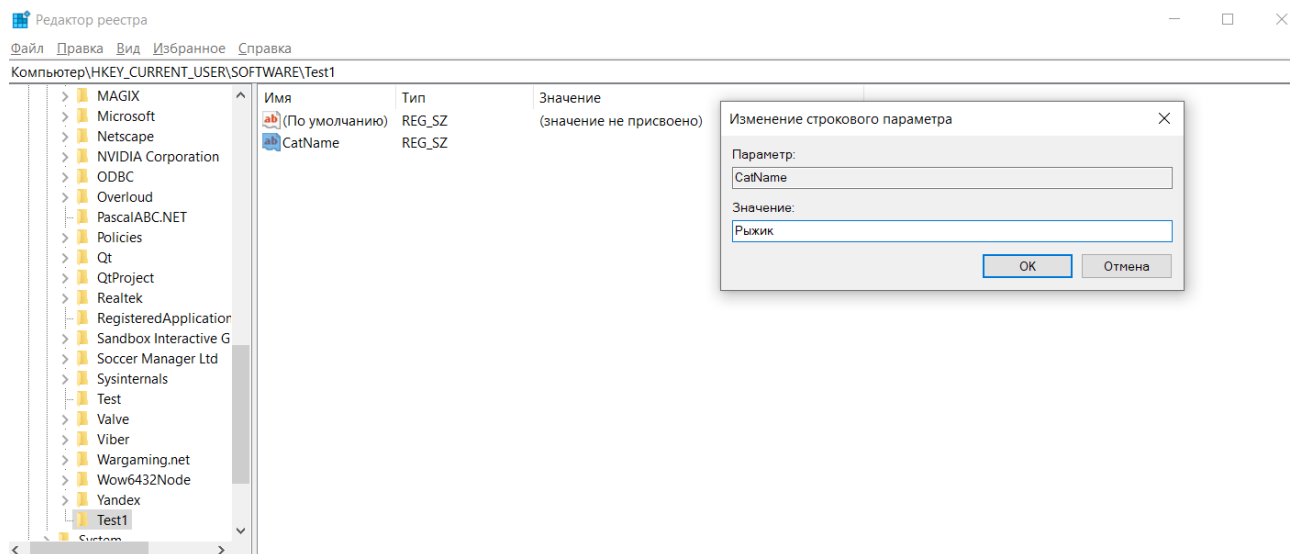 Редактор реестра
Файл Правка Вид Избранное Справка
Компьютер\HKEY_CURRENT_USER\SOFTWARE\Test1
MAGIX
Microsoft
Netscape
NVIDIA Corporation
ODBC
Overloud
PascalABC.NET
Policies
Qt
QtProject
Realtek
RegisteredApplication
Sandbox Interactive G
Soccer Manager Ltd
Sysinternals
Test
Valve
Viber
Wargaming.net
Wow6432Node
Yandex
Test1
System
Имя Тип Значение
ab (По умолчанию) REG_SZ (значение не присвоено)
ab CatName REG_SZ
Изменение строкового параметра
Параметр:
CatName
Значение:
Рыжик
OK Отмена